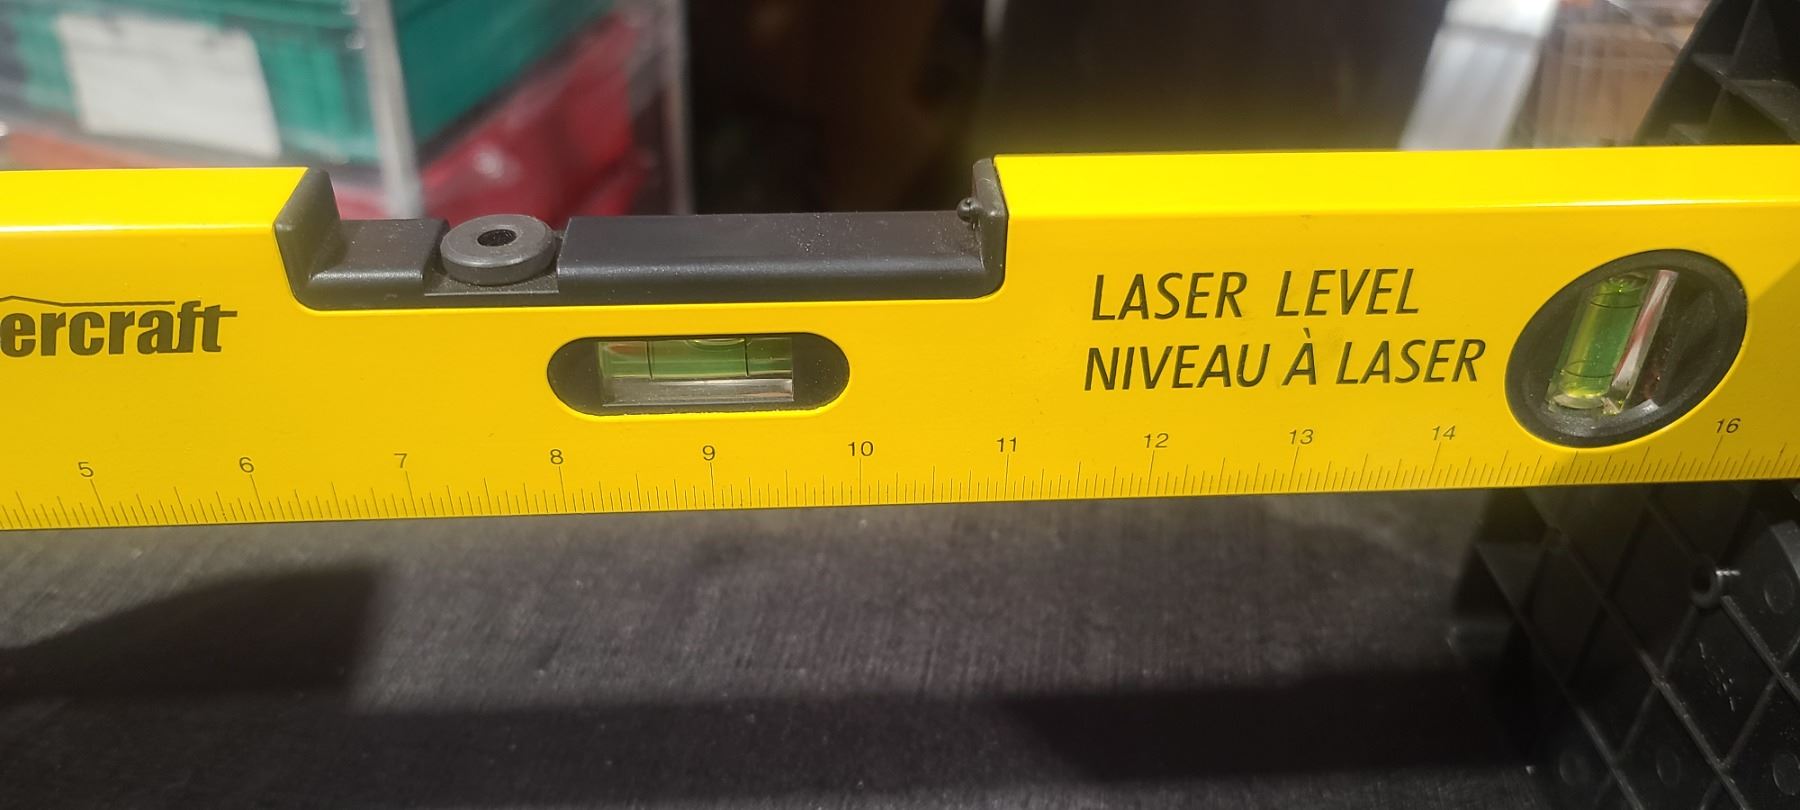 ercraft
LASER LEVEL
NIVEAU À LASER
5 6 7 8 9 10 11 12 13 14 16